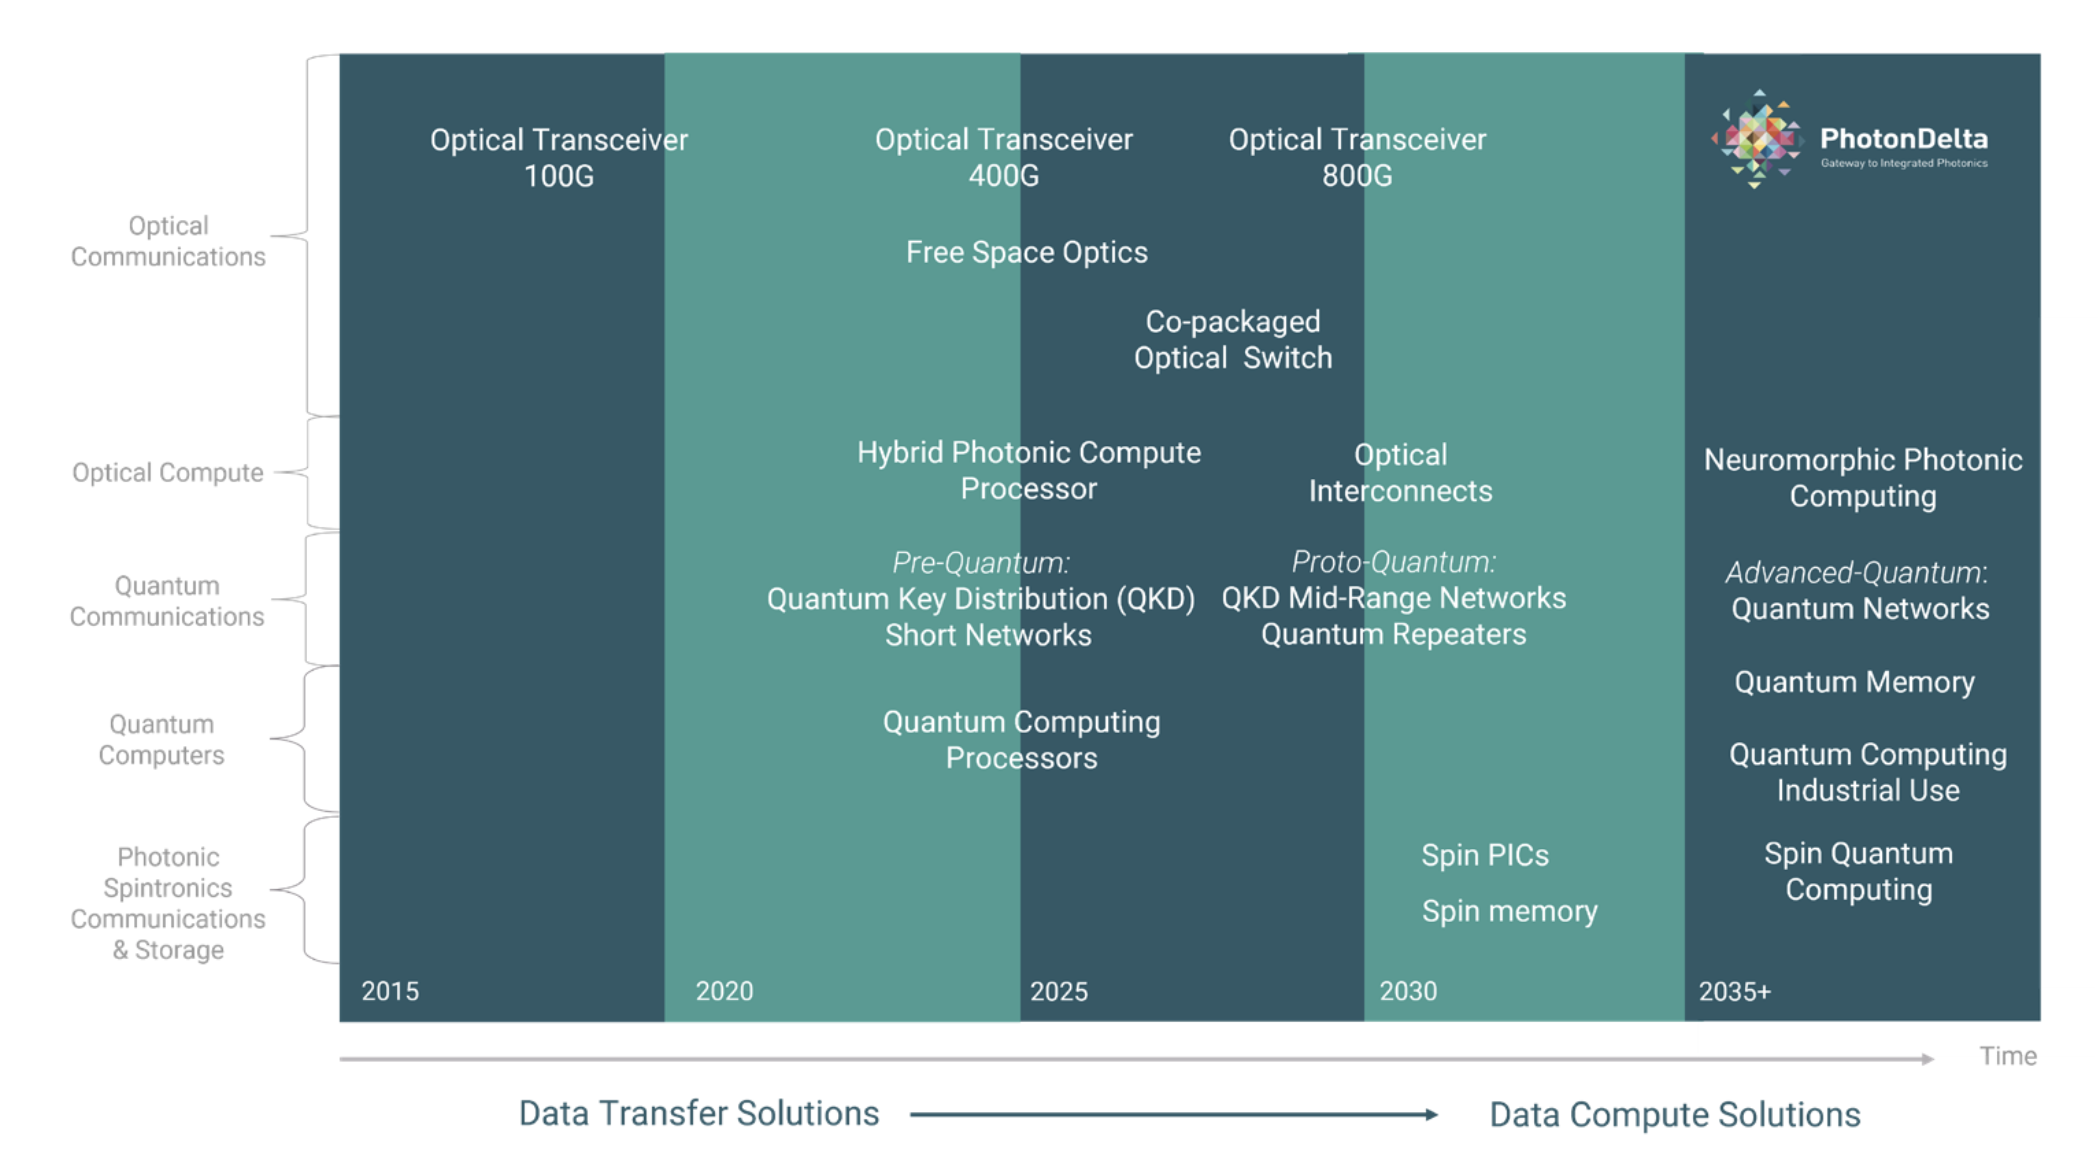 Optical Transceiver
100G
Optical Transceiver
400G
Optical Transceiver
800G
PhotonDelta
Gateway to Integrated Photonics
Optical
Communications
Free Space Optics
Co-packaged
Optical Switch
Optical Compute
Hybrid Photonic Compute
Processor
Optical
Interconnects
Neuromorphic Photonic
Computing
Quantum
Communications
Pre-Quantum:
Quantum Key Distribution (QKD)
Short Networks
Proto-Quantum:
QKD Mid-Range Networks
Quantum Repeaters
Advanced-Quantum:
Quantum Networks
Quantum
Computers
Quantum Computing
Processors
Quantum Memory
Quantum Computing
Industrial Use
Photonic
Spintronics
Communications
& Storage
Spin PICs
Spin memory
Spin Quantum
Computing
2015
2020
2025
2030
2035+
Time
Data Transfer Solutions
Data Compute Solutions